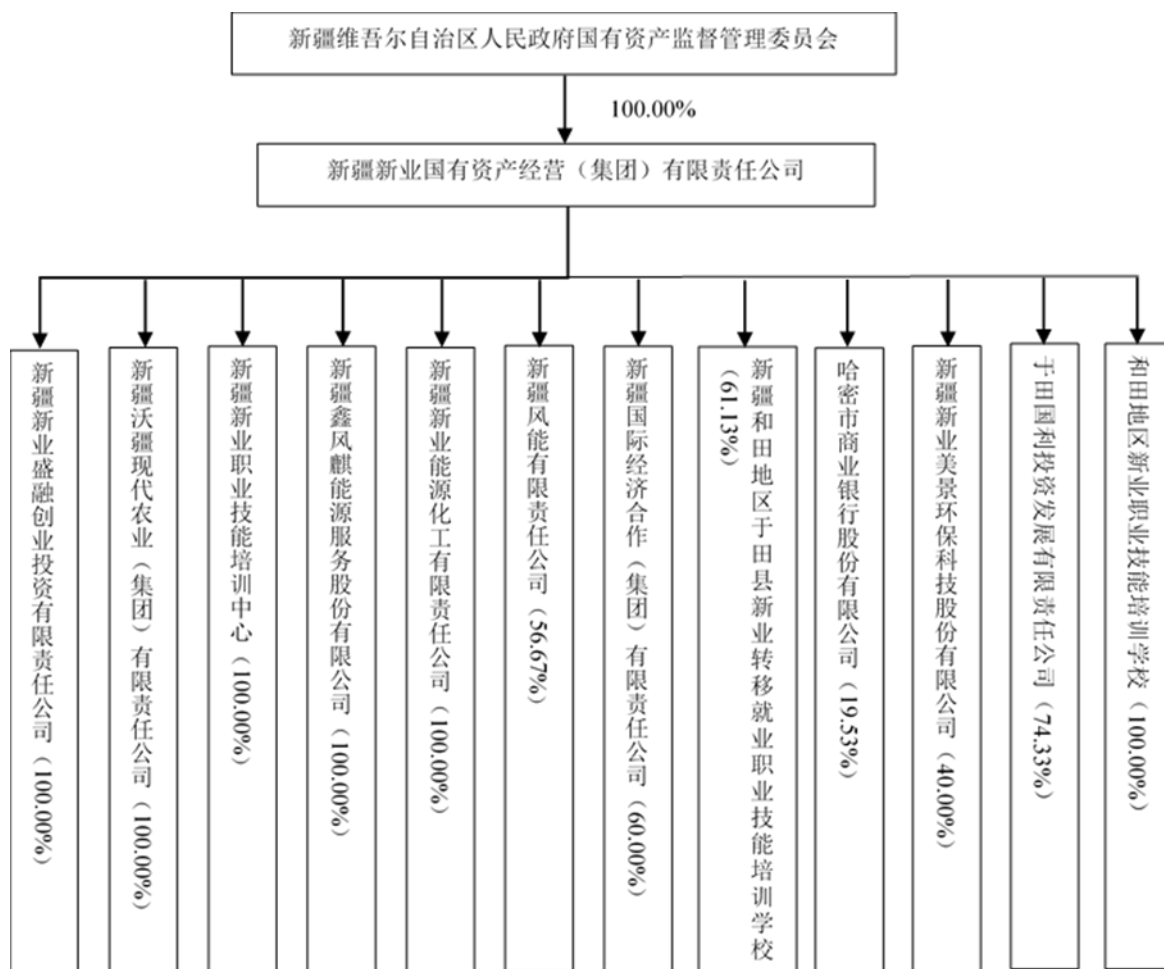 新疆维吾尔自治区人民政府国有资产监督管理委员会
100.00%
新疆新业国有资产经营（集团）有限责任公司
新疆新业盛融创业投资有限责任公司（100.00%）
新疆沃疆现代农业（集团）有限责任公司（100.00%）
新疆新业职业技能培训中心（100.00%）
新疆鑫凤麒能源服务股份有限公司（100.00%）
新疆新业能源化工有限责任公司（100.00%）
新疆风能有限责任公司（56.67%）
新疆国际经济合作（集团）有限责任公司（60.00%）
新疆和田地区于田县新业转移就业职业技能培训学校
（61.13%）
哈密市商业银行股份有限公司（19.53%）
新疆新业美景环保科技股份有限公司（40.00%）
于田国利投资发展有限责任公司（74.33%）
和田地区新业职业技能培训学校（100.00%）